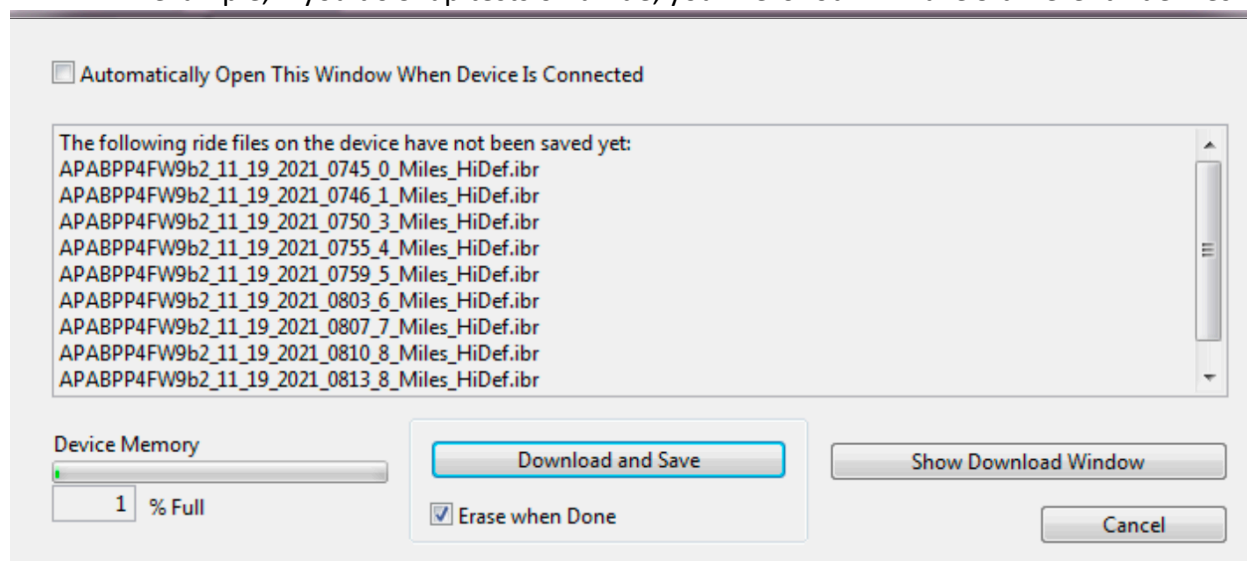 Automatically Open This Window When Device Is Connected
The following ride files on the device have not been saved yet:
APABPP4FW9b2_11_19_2021_0745_0_Miles_HiDef.ibr
APABPP4FW9b2_11_19_2021_0746_1_Miles_HiDef.ibr
APABPP4FW9b2_11_19_2021_0750_3_Miles_HiDef.ibr
APABPP4FW9b2_11_19_2021_0755_4_Miles_HiDef.ibr
APABPP4FW9b2_11_19_2021_0759_5_Miles_HiDef.ibr
APABPP4FW9b2_11_19_2021_0803_6_Miles_HiDef.ibr
APABPP4FW9b2_11_19_2021_0807_7_Miles_HiDef.ibr
APABPP4FW9b2_11_19_2021_0810_8_Miles_HiDef.ibr
APABPP4FW9b2_11_19_2021_0813_8_Miles_HiDef.ibr
Device Memory
Download and Save
Show Download Window
1 % Full
Erase when Done
Cancel